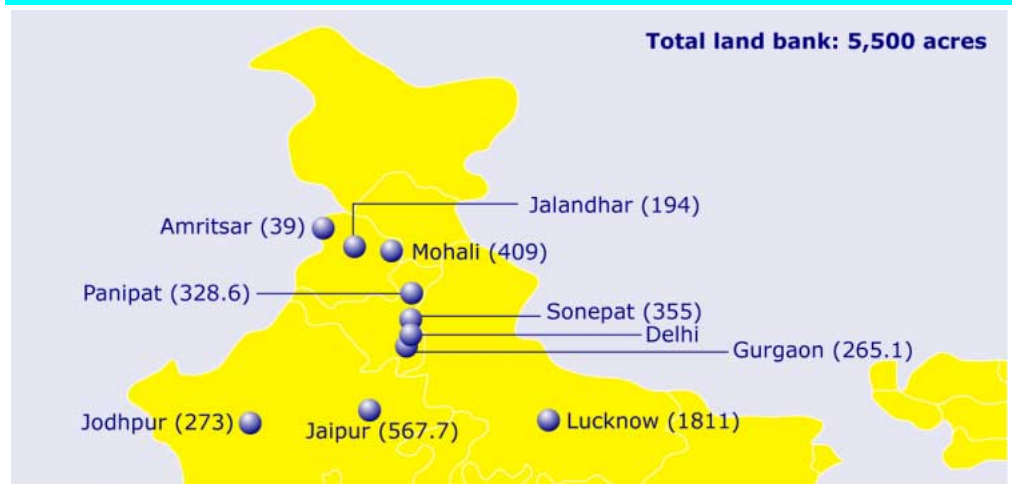 Total land bank: 5,500 acres
Jalandhar (194)
Amritsar (39)
Mohali (409)
Panipat (328.6)
Sonepat (355)
Delhi
Gurgaon (265.1)
Jodhpur (273)
Jaipur (567.7)
Lucknow (1811)